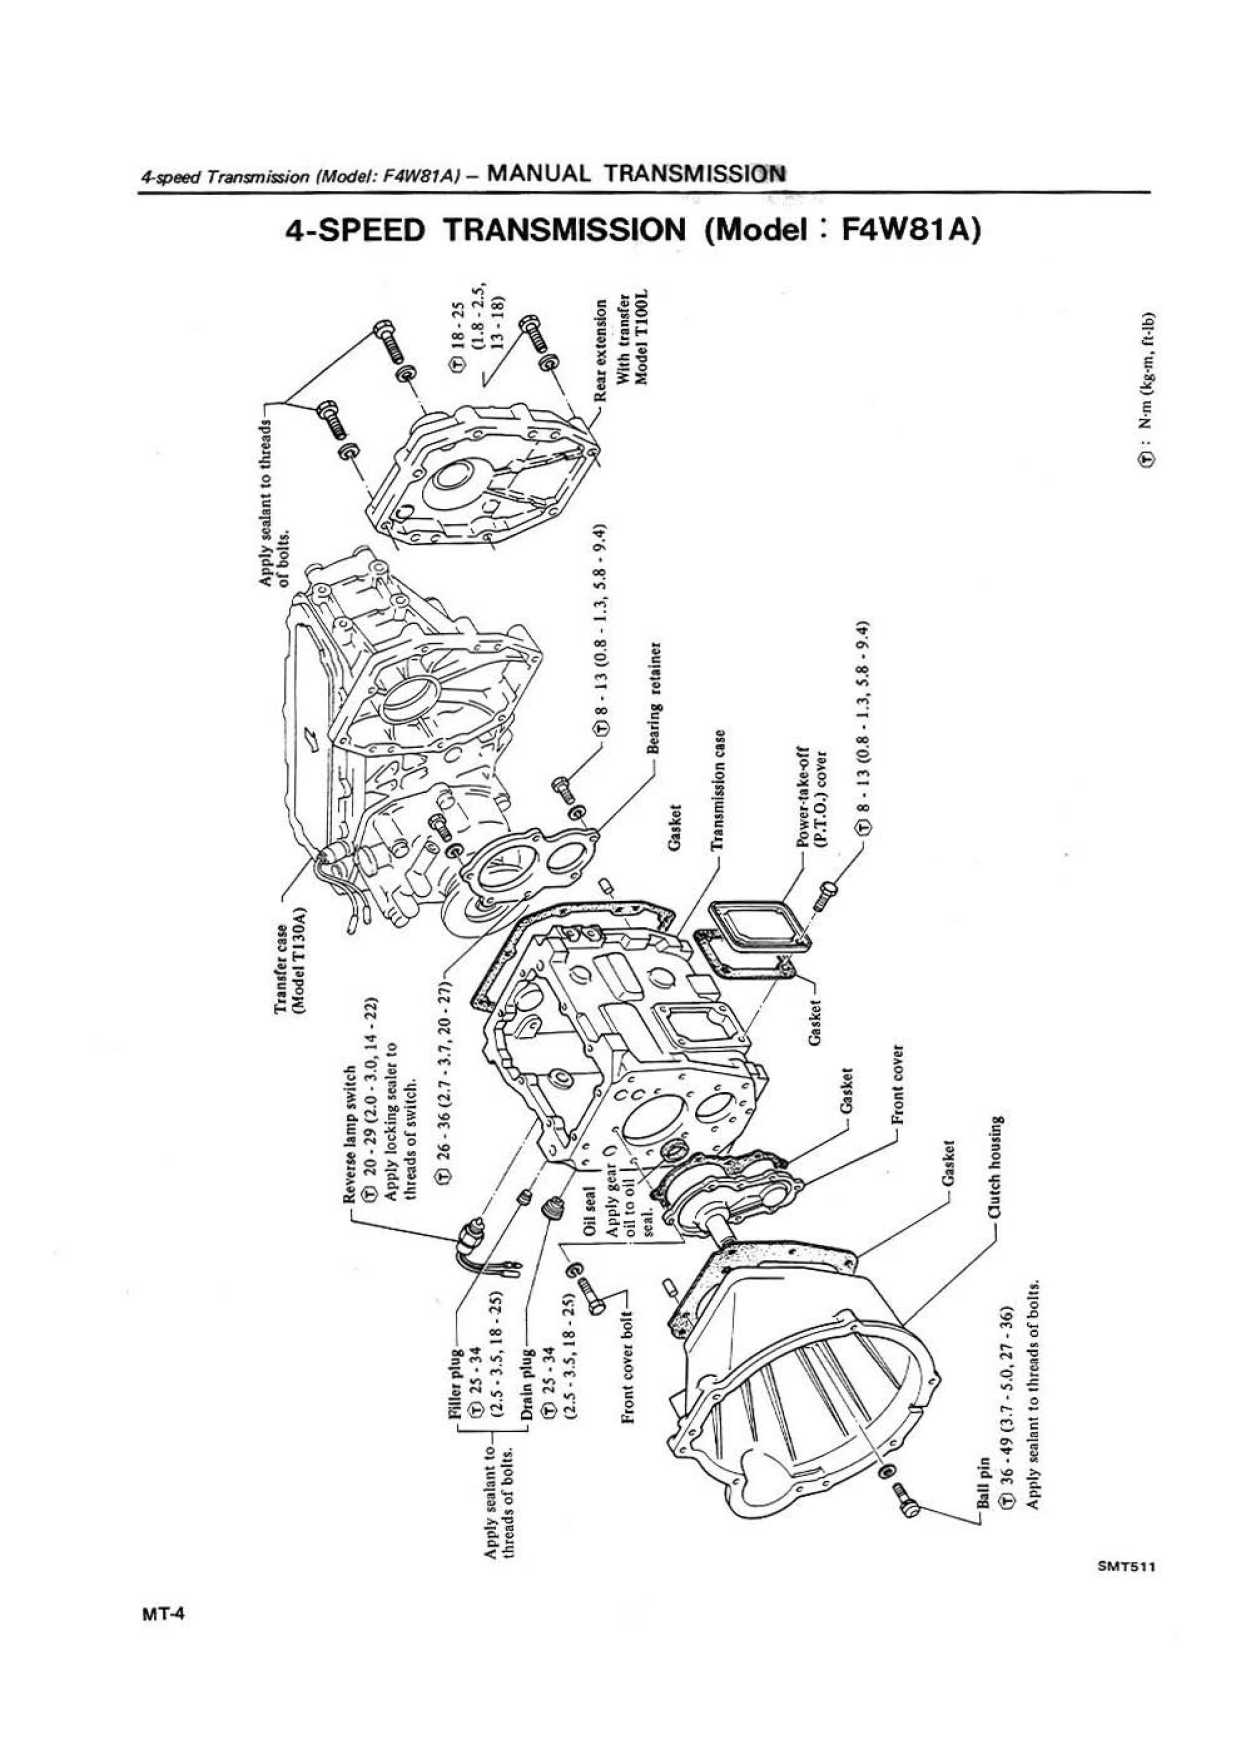 4-speed Transmission (Model: F4W81A) – MANUAL TRANSMISSION
4-SPEED TRANSMISSION (Model : F4W81A)
Apply sealant to threads
of bolts.
Ⓣ 18 - 25
(1.8 - 2.5,
13 - 18)
Rear extension
With transfer
Model T100L
Ⓣ : N·m (kg-m, ft-lb)
Transfer case
(Model T130A)
Ⓣ 8 - 13 (0.8 - 1.3, 5.8 - 9.4)
Bearing retainer
Gasket
Transmission case
Power-take-off
(P.T.O.) cover
Ⓣ 8 - 13 (0.8 - 1.3, 5.8 - 9.4)
Reverse lamp switch
Ⓣ 20 - 29 (2.0 - 3.0, 14 - 22)
Apply locking sealer to
threads of switch.
Ⓣ 26 - 36 (2.7 - 3.7, 20 - 27)
Gasket
Gasket
Front cover
Gasket
Clutch housing
Oil seal
Apply gear
oil to oil
seal.
Filler plug
Ⓣ 25 - 34
(2.5 - 3.5, 18 - 25)
Drain plug
Ⓣ 25 - 34
(2.5 - 3.5, 18 - 25)
Apply sealant to
threads of bolts.
Front cover bolt
Ball pin
Ⓣ 36 - 49 (3.7 - 5.0, 27 - 36)
Apply sealant to threads of bolts.
SMT511
MT-4